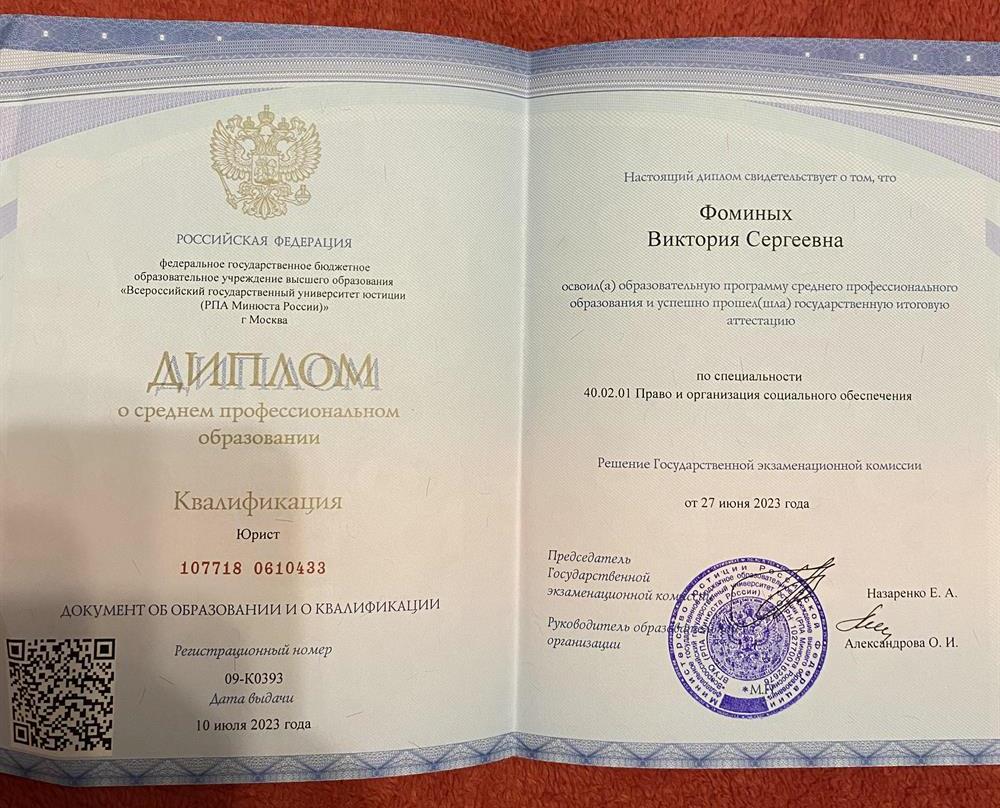 РОССИЙСКАЯ ФЕДЕРАЦИЯ
федеральное государственное бюджетное
образовательное учреждение высшего образования
«Всероссийский государственный университет юстиции
(РПА Минюста России)»
г Москва
ДИПЛОМ
о среднем профессиональном
образовании
Квалификация
Юрист
107718 0610433
ДОКУМЕНТ ОБ ОБРАЗОВАНИИ И О КВАЛИФИКАЦИИ
Регистрационный номер
09-К0393
Дата выдачи
10 июля 2023 года
Настоящий диплом свидетельствует о том, что
Фоминых
Виктория Сергеевна
освоил(а) образовательную программу среднего профессионального
образования и успешно прошел(шла) государственную итоговую
аттестацию
по специальности
40.02.01 Право и организация социального обеспечения
Решение Государственной экзаменационной комиссии
от 27 июня 2023 года
Председатель
Государственной
экзаменационной
Назаренко Е. А.
Руководитель
организации
Александрова О. И.
М.П.
Министерство юстиции Российской Федерации